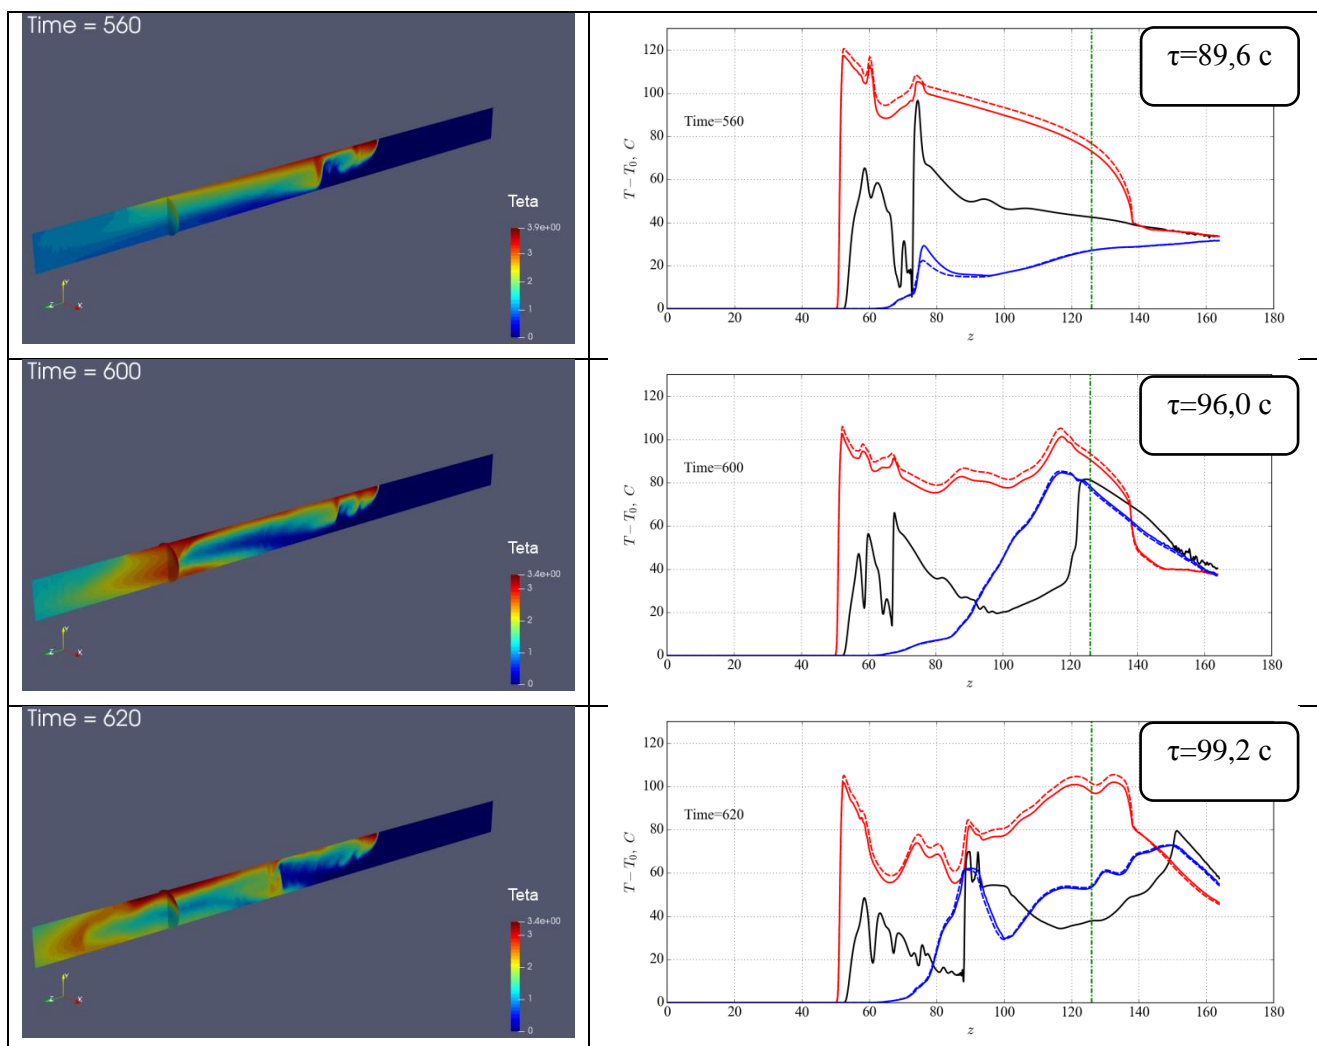 Time = 560
Teta
3.9e+00
3
2
1
0
Y
Z
X
τ=89,6 c
Time=560
T − T₀, C
120
100
80
60
40
20
0
0 20 40 60 80 100 120 140 160 180
z
Time = 600
Teta
3.4e+00
3
2
1
0
Y
Z
X
τ=96,0 c
Time=600
T − T₀, C
120
100
80
60
40
20
0
0 20 40 60 80 100 120 140 160 180
z
Time = 620
Teta
3.4e+00
3
2
1
0
Y
Z
X
τ=99,2 c
Time=620
T − T₀, C
120
100
80
60
40
20
0
0 20 40 60 80 100 120 140 160 180
z